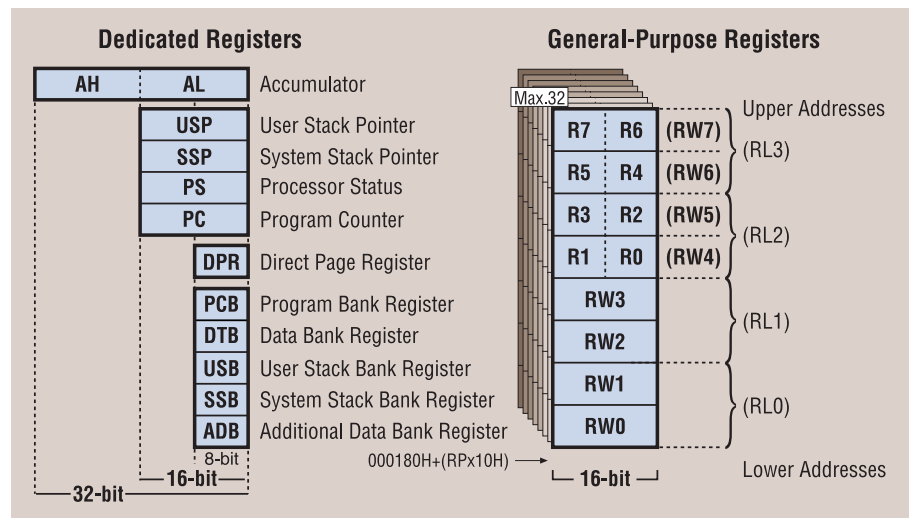 Dedicated Registers
AH AL Accumulator
USP User Stack Pointer
SSP System Stack Pointer
PS Processor Status
PC Program Counter
DPR Direct Page Register
PCB Program Bank Register
DTB Data Bank Register
USB User Stack Bank Register
SSB System Stack Bank Register
ADB Additional Data Bank Register
8-bit
16-bit
32-bit
General-Purpose Registers
Max.32
Upper Addresses
R7 R6 (RW7)
(RL3)
R5 R4 (RW6)
R3 R2 (RW5)
(RL2)
R1 R0 (RW4)
RW3
(RL1)
RW2
RW1
(RL0)
RW0
000180H+(RPx10H)
Lower Addresses
16-bit